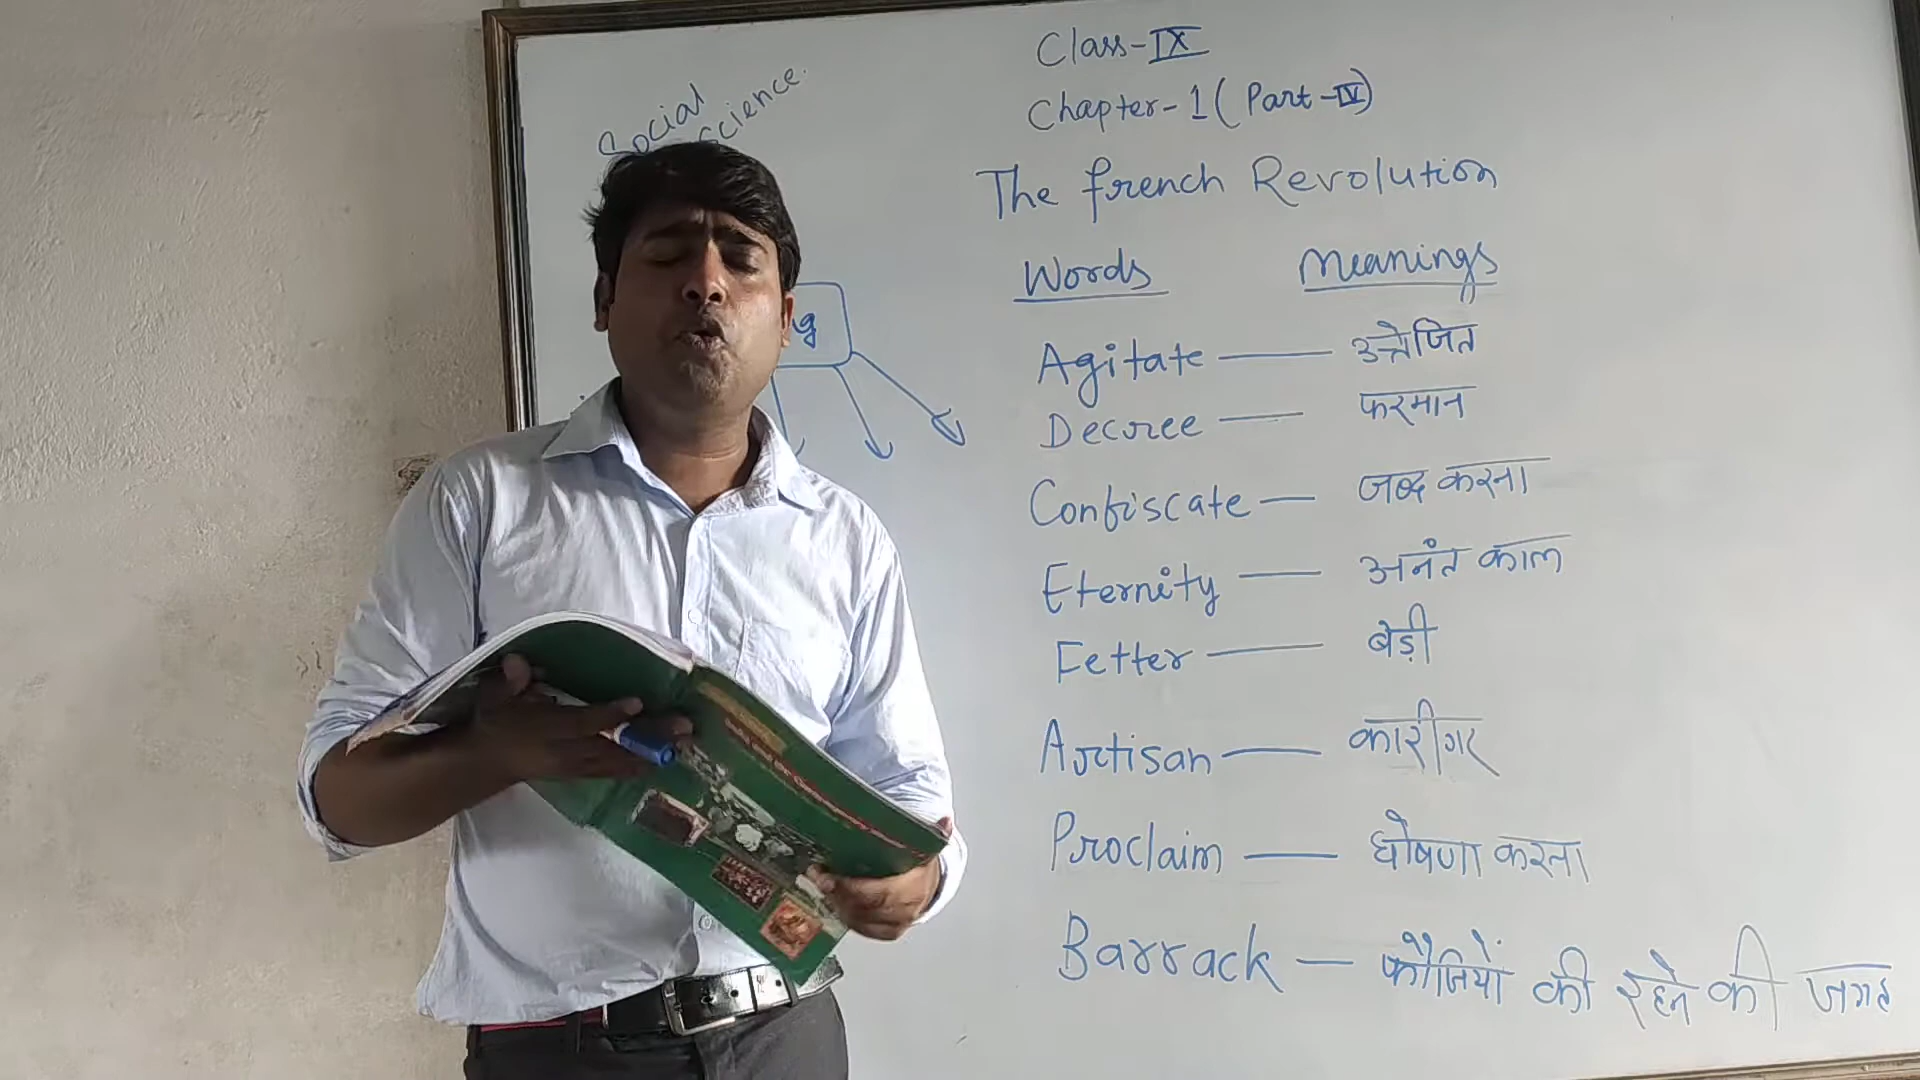 Social
Science.
Class-IX
Chapter-1 (Part-IV)
The French Revolution
Words Meanings
Agitate — उत्तेजित
Decree — फरमान
Confiscate — जब्द करना
Eternity — अनंत काल
Fetter — बेड़ी
Artisan — कारीगर
Proclaim — घोषणा करना
Barrack — फौजियों की रहने की जगह
g